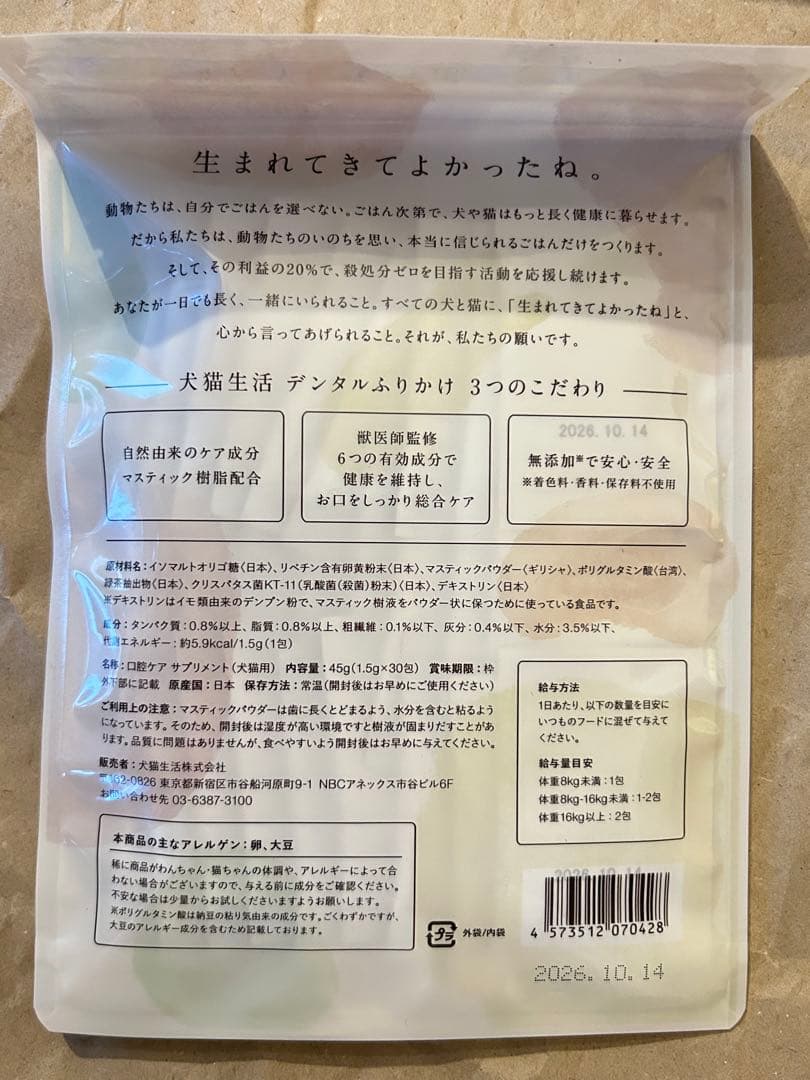 生まれてきてよかったね。
動物たちは、自分でごはんを選べない。ごはん次第で、犬や猫はもっと長く健康に暮らせます。
だから私たちは、動物たちのいのちを思い、本当に信じられるごはんだけをつくります。
そして、その利益の20%で、殺処分ゼロを目指す活動を応援し続けます。
あなたが一日でも長く、一緒にいられること。すべての犬と猫に、「生まれてきてよかったね」と、
心から言ってあげられること。それが、私たちの願いです。
犬猫生活 デンタルふりかけ 3つのこだわり
自然由来のケア成分
マスティック樹脂配合
獣医師監修
6つの有効成分で
健康を維持し、
お口をしっかり総合ケア
2026.10.14
無添加※で安心・安全
※着色料・香料・保存料不使用
原材料名：イソマルトオリゴ糖〈日本〉、リベチン含有卵黄粉末〈日本〉、マスティックパウダー〈ギリシャ〉、ポリグルタミン酸〈台湾〉、
緑茶抽出物〈日本〉、クリスパタス菌KT-11（乳酸菌（殺菌）粉末）〈日本〉、デキストリン〈日本〉
※デキストリンはイモ類由来のデンプン粉で、マスティック樹液をパウダー状に保つために使っている食品です。
成分：タンパク質：0.8%以上、脂質：0.8%以上、粗繊維：0.1%以下、灰分：0.4%以下、水分：3.5%以下、
代謝エネルギー：約5.9kcal/1.5g（1包）
名称：口腔ケア サプリメント（犬猫用） 内容量：45g（1.5g×30包） 賞味期限：枠
外下部に記載 原産国：日本 保存方法：常温（開封後はお早めにご使用ください）
ご利用上の注意：マスティックパウダーは歯に長くとどまるよう、水分を含むと粘るよう
になっています。そのため、開封後は湿度が高い環境ですと樹液が固まりだすことがあ
ります。品質に問題はありませんが、食べやすいよう開封後はお早めに与えてください。
販売者：犬猫生活株式会社
〒162-0826 東京都新宿区市谷船河原町9-1 NBCアネックス市谷ビル6F
お問い合わせ先 03-6387-3100
給与方法
1日あたり、以下の数量を目安に
いつものフードに混ぜて与えて
ください。
給与量目安
体重8kg未満：1包
体重8kg-16kg未満：1-2包
体重16kg以上：2包
本商品の主なアレルゲン：卵、大豆
稀に商品がわんちゃん・猫ちゃんの体調や、アレルギーによって合
わない場合がございますので、与える前に成分をご確認ください。
不安な場合は少量からお試しくださいますようお願いします。
※ポリグルタミン酸は納豆の粘り気由来の成分です。ごくわずかですが、
大豆のアレルギー成分を含むため記載しております。
プラ 外袋/内袋
2026.10.14
4 573512 070428
2026.10.14